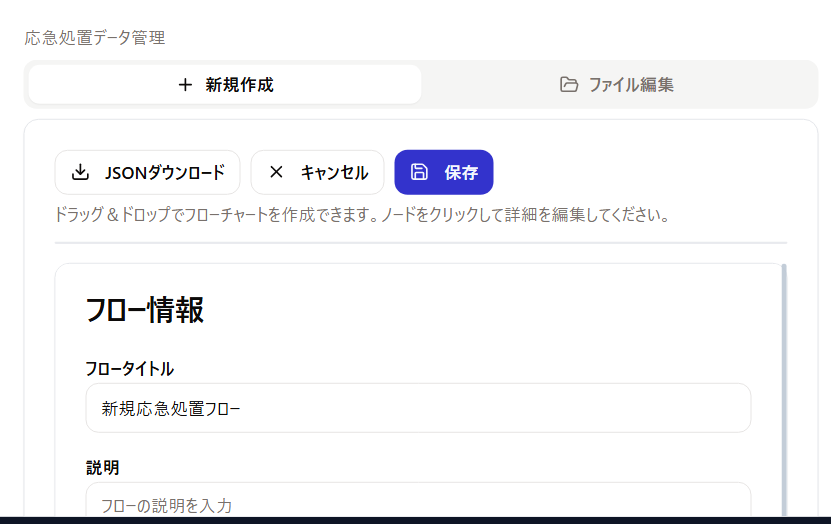 応急処置データ管理
新規作成
ファイル編集
JSONダウンロード
キャンセル
保存
ドラッグ＆ドロップでフローチャートを作成できます。ノードをクリックして詳細を編集してください。
フロー情報
フロータイトル
新規応急処置フロー
説明
フローの説明を入力